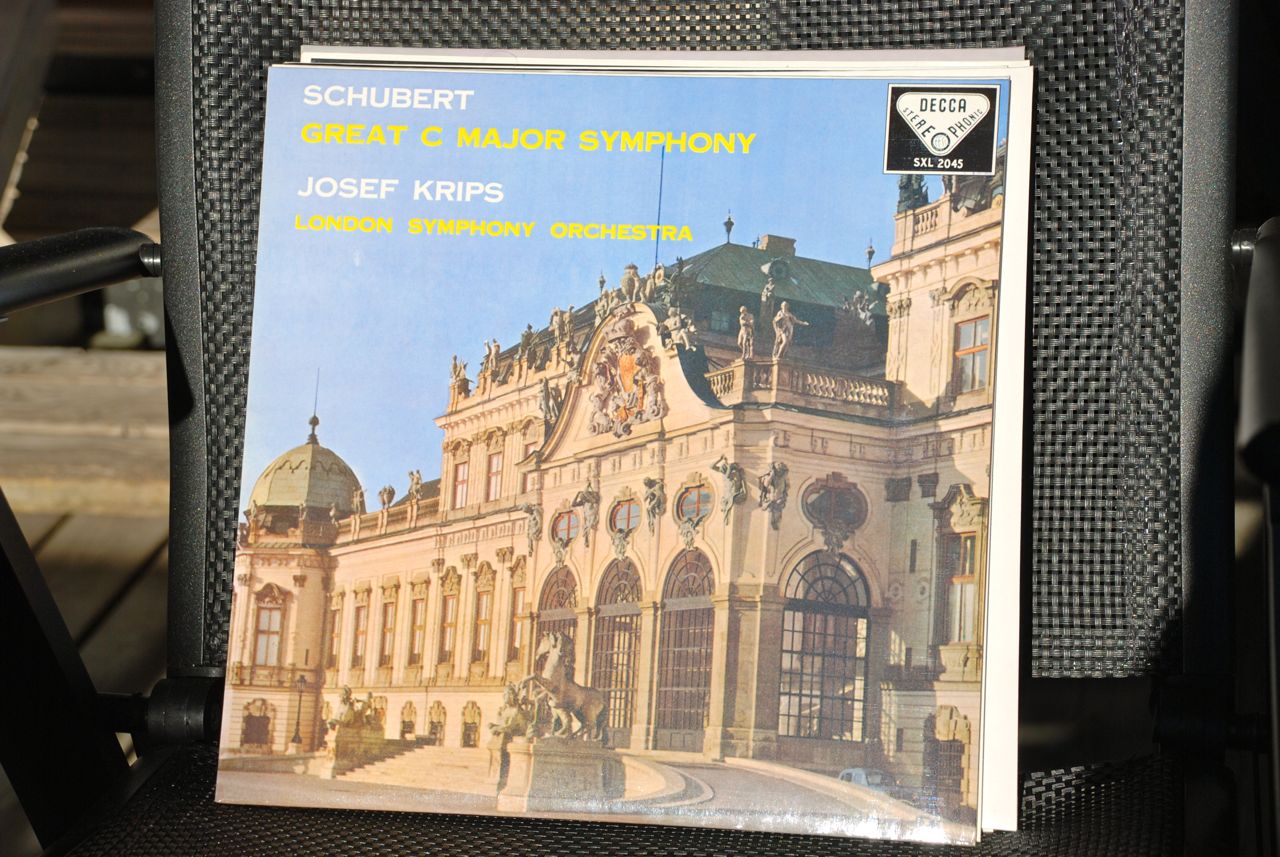 SCHUBERT
GREAT C MAJOR SYMPHONY
JOSEF KRIPS
LONDON SYMPHONY ORCHESTRA
DECCA
STEREOPHONIC
SXL 2045